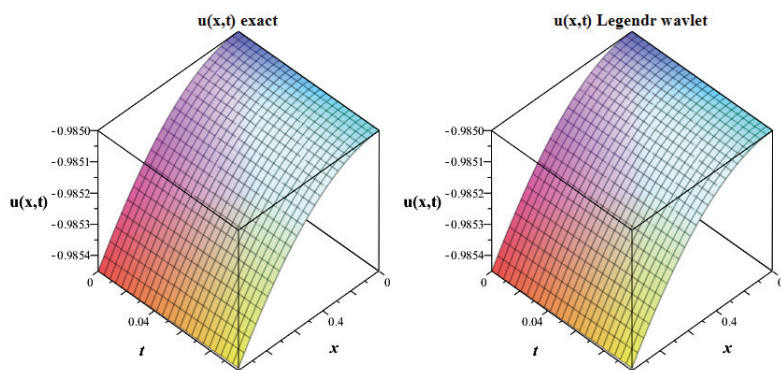 u(x,t) exact
-0.9850
-0.9851
-0.9852
u(x,t)
-0.9853
-0.9854
0
0.04
t
0.4
x
0
u(x,t) Legendr wavlet
-0.9850
-0.9851
-0.9852
u(x,t)
-0.9853
-0.9854
0
0.04
t
0.4
x
0